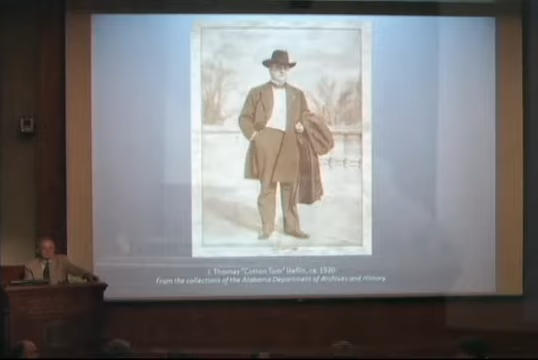 J. Thomas "Cotton Tom" Heflin, ca. 1920
From the collections of the Alabama Department of Archives and History